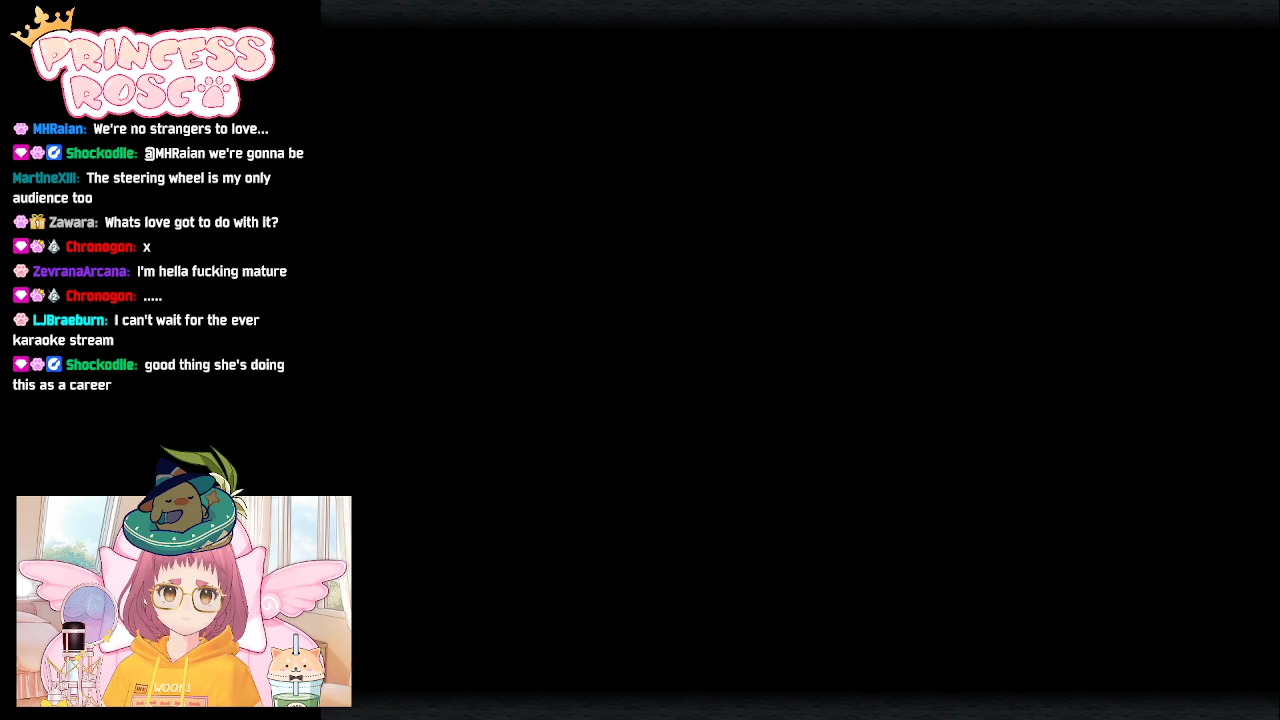 PRINCESS
ROSE
MHRaian: We're no strangers to love...
Shockodile: @MHRaian we're gonna be
MartineXIII: The steering wheel is my only
audience too
Zawara: Whats love got to do with it?
Chronogon: x
ZevranaArcana: I'm hella fucking mature
Chronogon: .....
LJBraeburn: I can't wait for the ever
karaoke stream
Shockodile: good thing she's doing
this as a career
WOOF!